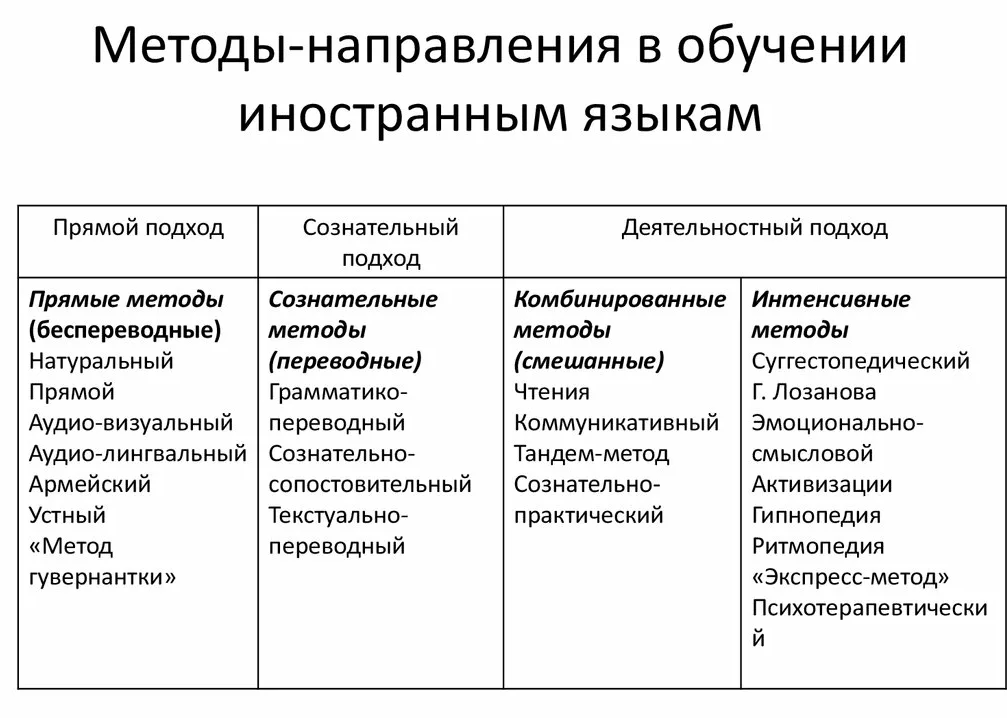 Методы-направления в обучении
иностранным языкам
Прямой подход
Сознательный
подход
Деятельностный подход
Прямые методы
(беспереводные)
Натуральный
Прямой
Аудио-визуальный
Аудио-лингвальный
Армейский
Устный
«Метод
гувернантки»
Сознательные
методы
(переводные)
Грамматико-
переводный
Сознательно-
сопостовительный
Текстуально-
переводный
Комбинированные
методы
(смешанные)
Чтения
Коммуникативный
Тандем-метод
Сознательно-
практический
Интенсивные
методы
Суггестопедический
Г. Лозанова
Эмоционально-
смысловой
Активизации
Гипнопедия
Ритмопедия
«Экспресс-метод»
Психотерапевтически
й